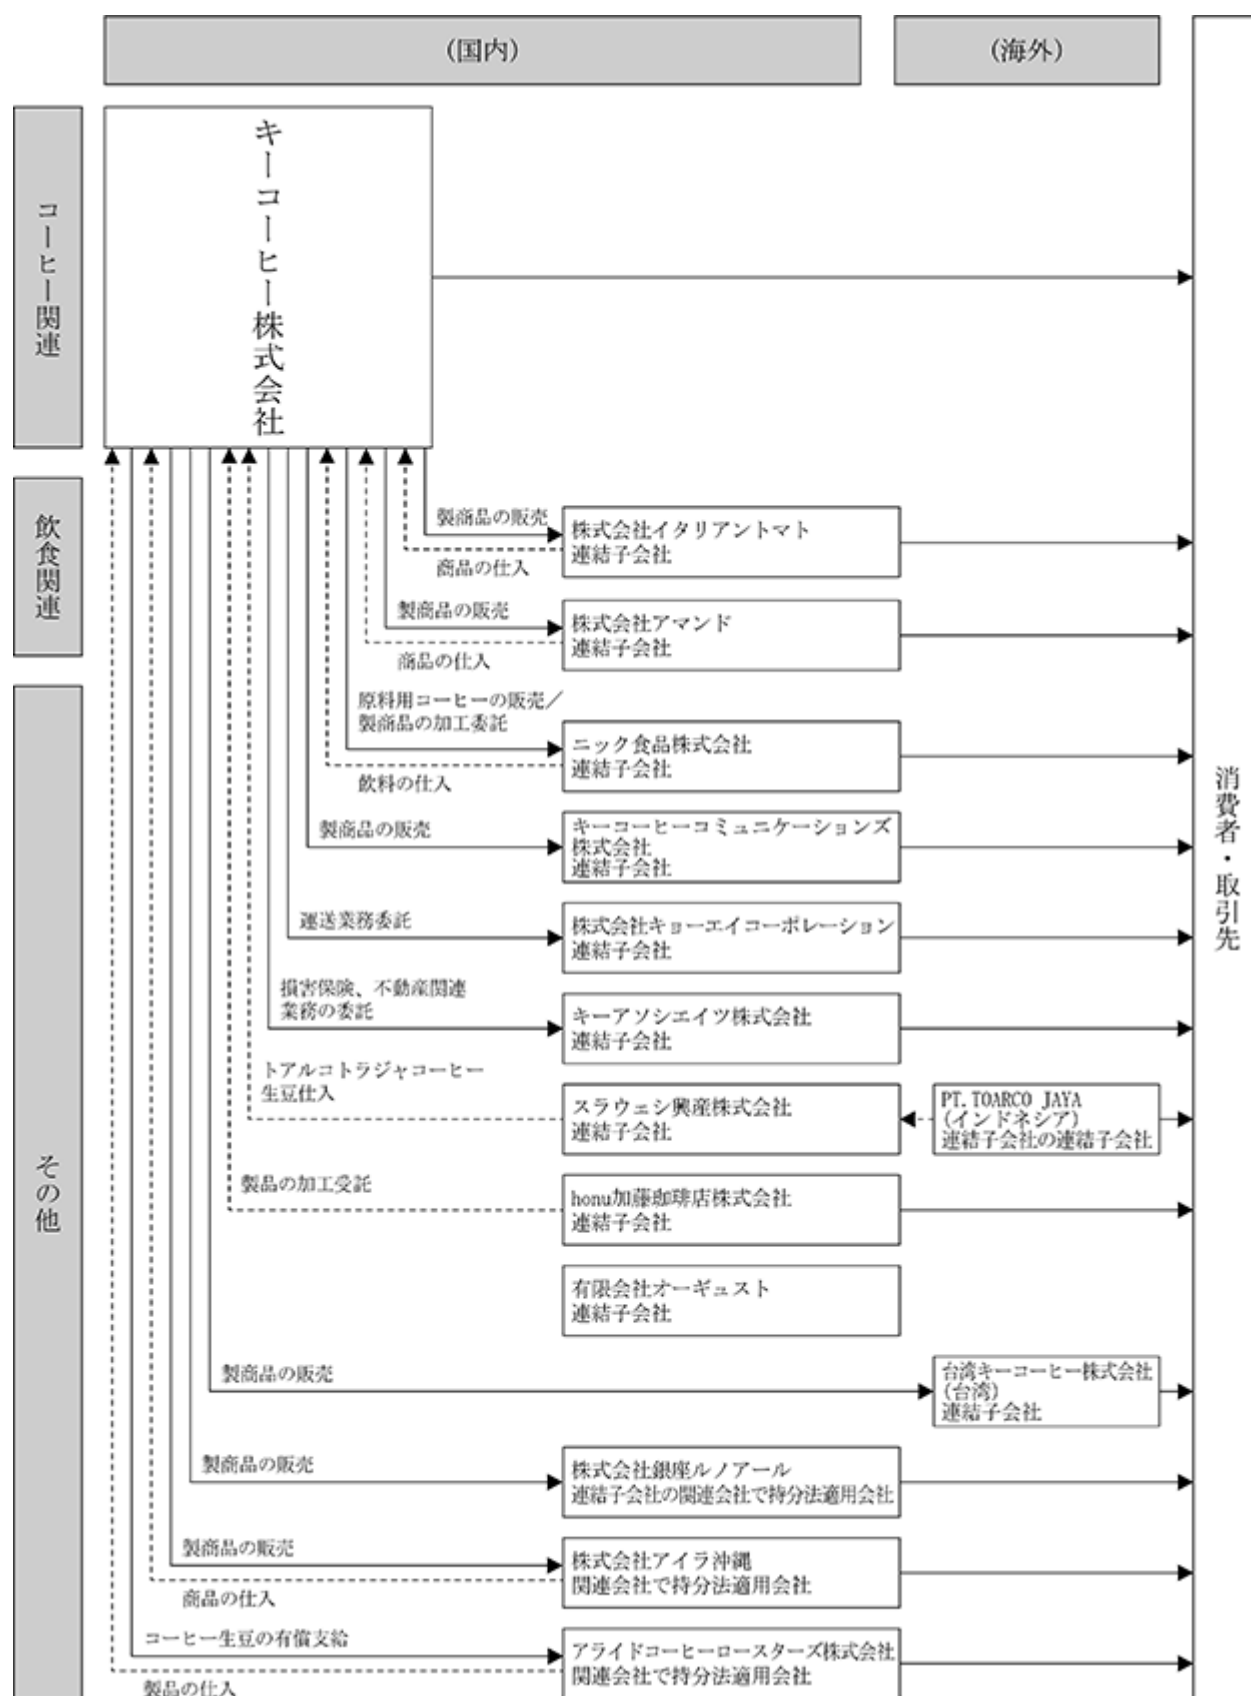 (国内)
(海外)
コーヒー関連
キーコーヒー株式会社
飲食関連
製商品の販売
株式会社イタリアントマト
連結子会社
商品の仕入
製商品の販売
株式会社アマンド
連結子会社
商品の仕入
その他
原料用コーヒーの販売／
製商品の加工委託
ニック食品株式会社
連結子会社
飲料の仕入
消費者・取引先
製商品の販売
キーコーヒーコミュニケーションズ
株式会社
連結子会社
運送業務委託
株式会社キョーエイコーポレーション
連結子会社
損害保険、不動産関連
業務の委託
キーアソシエイツ株式会社
連結子会社
トアルコトラジャコーヒー
生豆仕入
スラウェシ興産株式会社
連結子会社
PT.TOARCO JAYA
(インドネシア)
連結子会社の連結子会社
製品の加工受託
honu加藤珈琲店株式会社
連結子会社
有限会社オーギュスト
連結子会社
製商品の販売
台湾キーコーヒー株式会社
(台湾)
連結子会社
製商品の販売
株式会社銀座ルノアール
連結子会社の関連会社で持分法適用会社
製商品の販売
株式会社アイラ沖縄
関連会社で持分法適用会社
商品の仕入
コーヒー生豆の有償支給
アライドコーヒーロースターズ株式会社
関連会社で持分法適用会社
製品の仕入